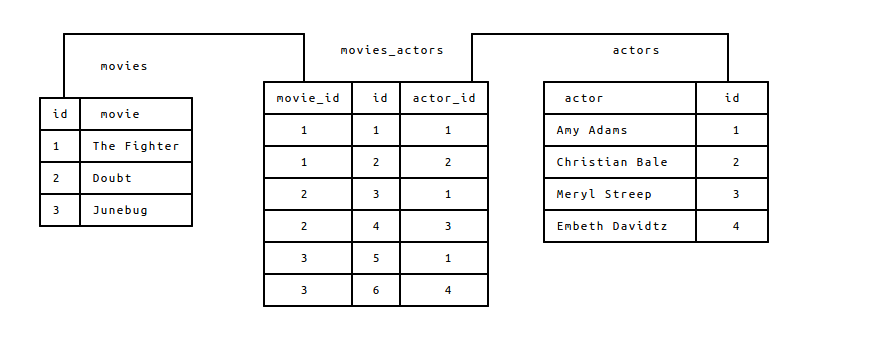 movies_actors actors
movies
movie_id id actor_id actor id
id movie
1 1 1 Amy Adams 1
1 The Fighter
1 2 2 Christian Bale 2
2 Doubt
2 3 1 Meryl Streep 3
3 Junebug
2 4 3 Embeth Davidtz 4
3 5 1
3 6 4